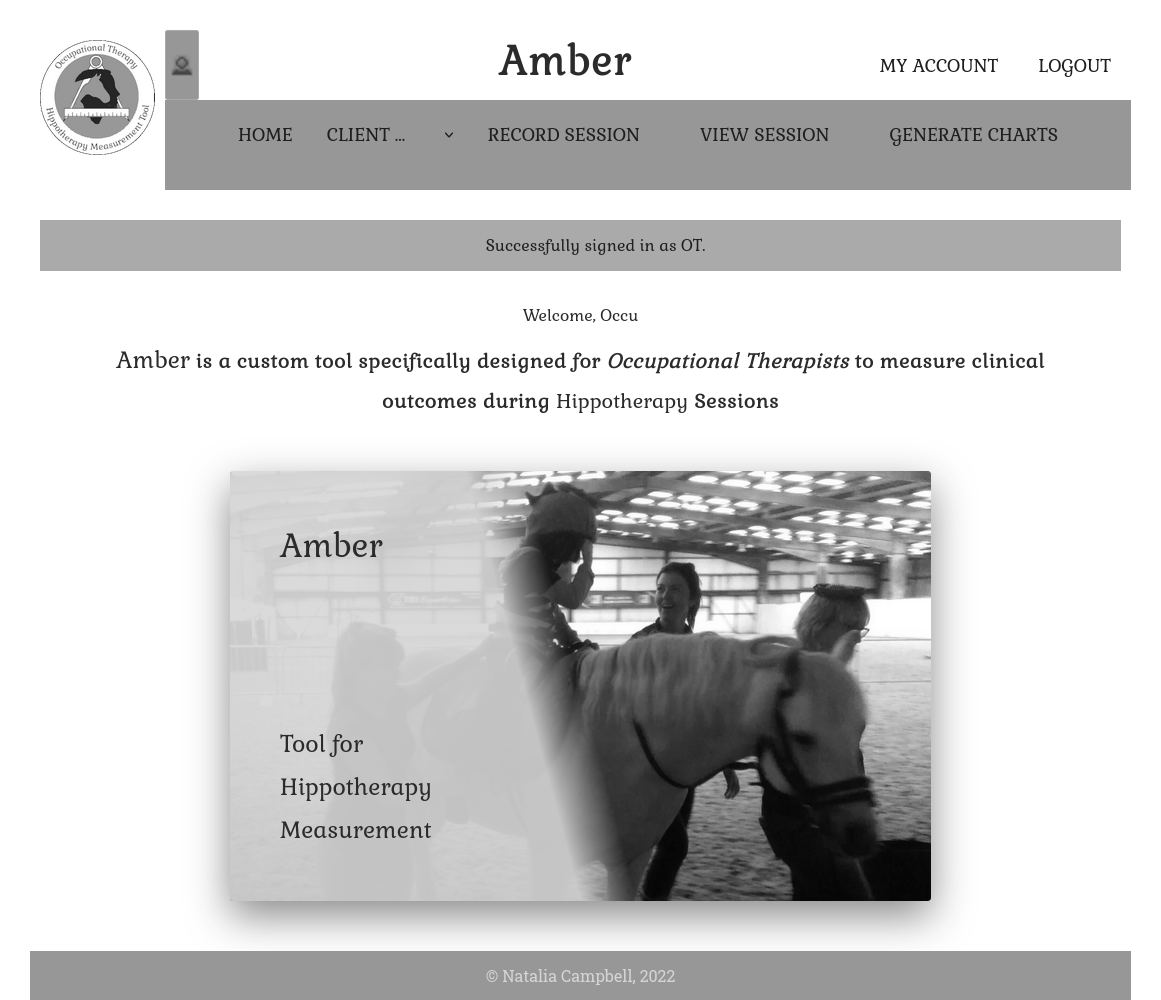 Occupational Therapy
Hippotherapy Measurement Tool
Amber
MY ACCOUNT
LOGOUT
HOME
CLIENT ...
RECORD SESSION
VIEW SESSION
GENERATE CHARTS
Successfully signed in as OT.
Welcome, Occu
Amber is a custom tool specifically designed for Occupational Therapists to measure clinical
outcomes during Hippotherapy Sessions
Amber
Tool for
Hippotherapy
Measurement
© Natalia Campbell, 2022